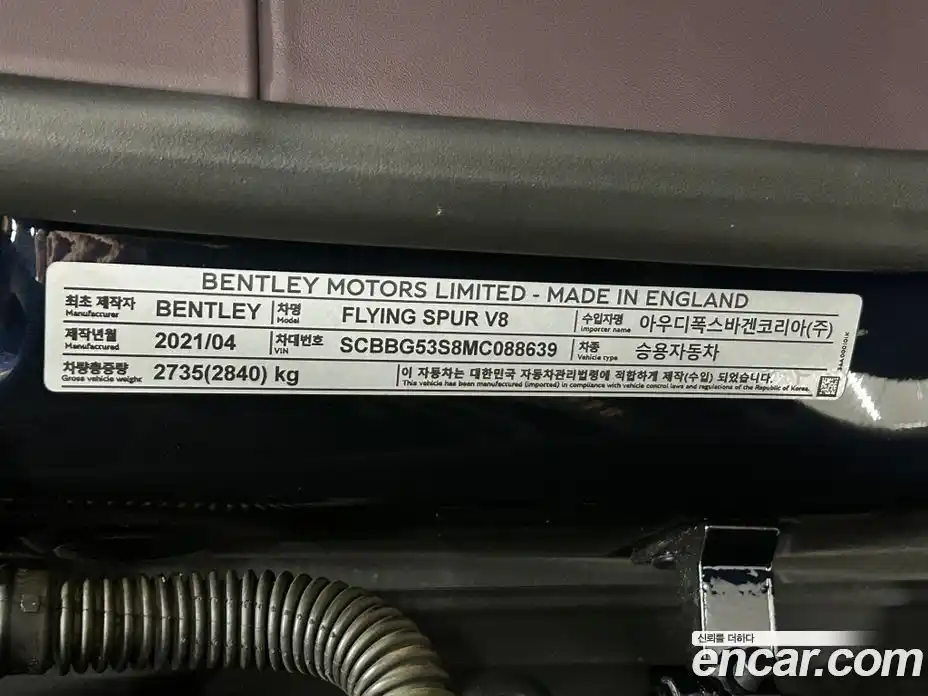 BENTLEY MOTORS LIMITED - MADE IN ENGLAND
최초 제작자 Manufacturer BENTLEY 차명 Model FLYING SPUR V8 수입자명 Importer name 아우디폭스바겐코리아(주)
제작년월 Manufactured 2021/04 차대번호 VIN SCBBG53S8MC088639 차종 Vehicle type 승용자동차
차량총중량 Gross vehicle weight 2735(2840) kg 이 자동차는 대한민국 자동차관리법령에 적합하게 제작(수입) 되었습니다.
This vehicle has been manufactured (imported) in compliance with vehicle control laws and regulations of the Republic of Korea.
신뢰를 더하다
encar.com